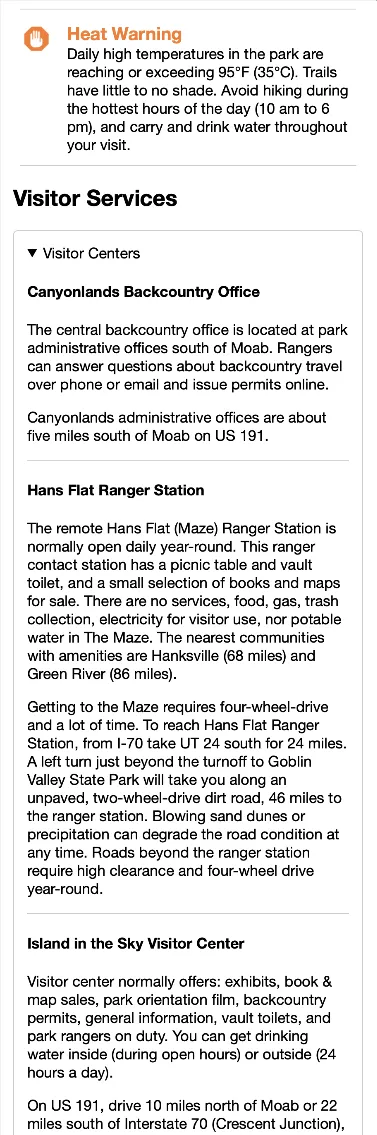 Heat Warning
Daily high temperatures in the park are
reaching or exceeding 95°F (35°C). Trails
have little to no shade. Avoid hiking during
the hottest hours of the day (10 am to 6
pm), and carry and drink water throughout
your visit.
Visitor Services
▼ Visitor Centers
Canyonlands Backcountry Office
The central backcountry office is located at park
administrative offices south of Moab. Rangers
can answer questions about backcountry travel
over phone or email and issue permits online.
Canyonlands administrative offices are about
five miles south of Moab on US 191.
Hans Flat Ranger Station
The remote Hans Flat (Maze) Ranger Station is
normally open daily year-round. This ranger
contact station has a picnic table and vault
toilet, and a small selection of books and maps
for sale. There are no services, food, gas, trash
collection, electricity for visitor use, nor potable
water in The Maze. The nearest communities
with amenities are Hanksville (68 miles) and
Green River (86 miles).
Getting to the Maze requires four-wheel-drive
and a lot of time. To reach Hans Flat Ranger
Station, from I-70 take UT 24 south for 24 miles.
A left turn just beyond the turnoff to Goblin
Valley State Park will take you along an
unpaved, two-wheel-drive dirt road, 46 miles to
the ranger station. Blowing sand dunes or
precipitation can degrade the road condition at
any time. Roads beyond the ranger station
require high clearance and four-wheel drive
year-round.
Island in the Sky Visitor Center
Visitor center normally offers: exhibits, book &
map sales, park orientation film, backcountry
permits, general information, vault toilets, and
park rangers on duty. You can get drinking
water inside (during open hours) or outside (24
hours a day).
On US 191, drive 10 miles north of Moab or 22
miles south of Interstate 70 (Crescent Junction),